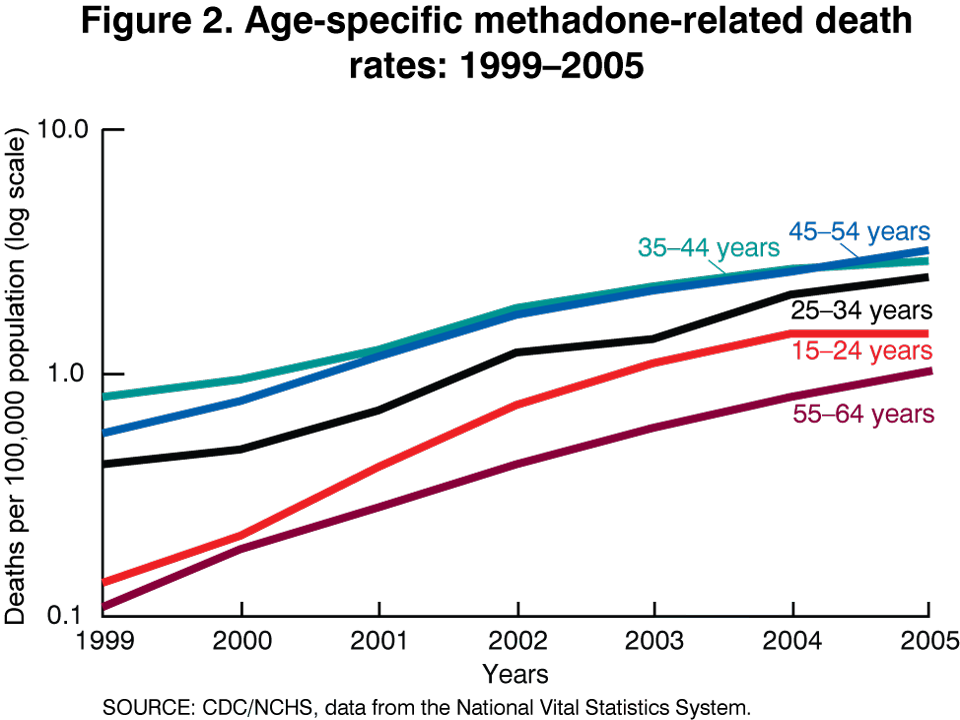 Figure 2. Age-specific methadone-related death
rates: 1999–2005
Deaths per 100,000 population (log scale)
10.0
1.0
0.1
45–54 years
35–44 years
25–34 years
15–24 years
55–64 years
1999 2000 2001 2002 2003 2004 2005
Years
SOURCE: CDC/NCHS, data from the National Vital Statistics System.